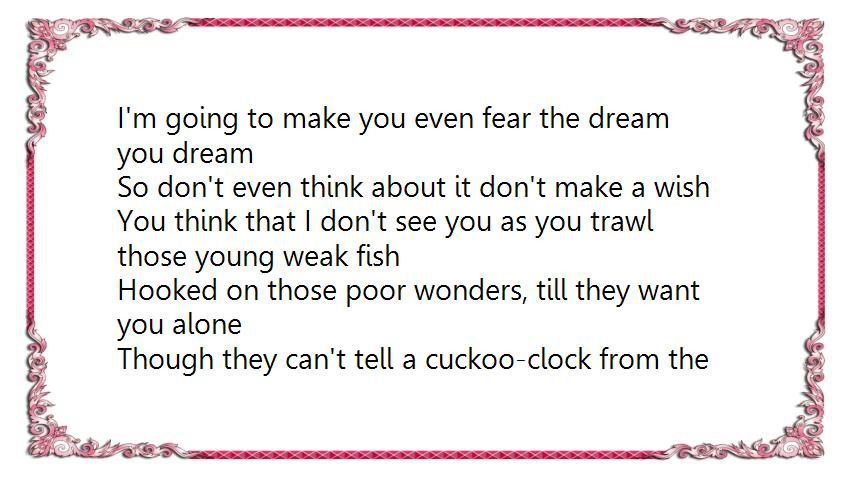 I'm going to make you even fear the dream
you dream
So don't even think about it don't make a wish
You think that I don't see you as you trawl
those young weak fish
Hooked on those poor wonders, till they want
you alone
Though they can't tell a cuckoo-clock from the